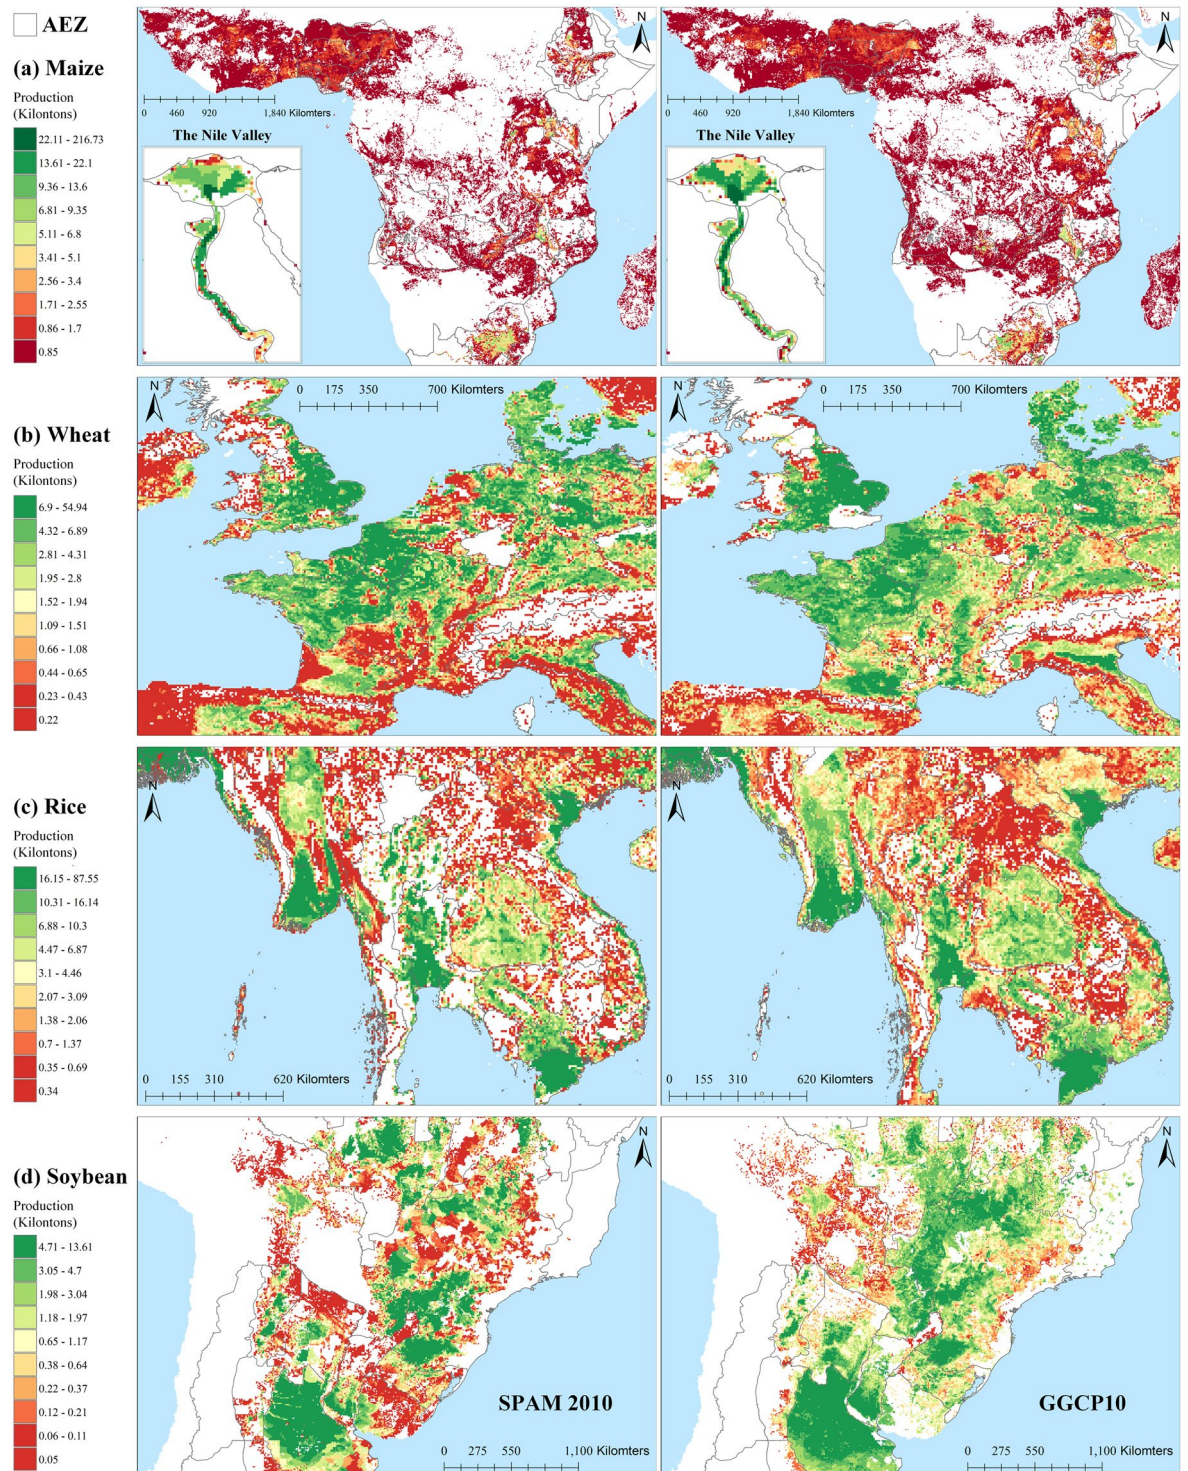 AEZ
(a) Maize
Production
(Kilontons)
22.11 - 216.73
13.61 - 22.1
9.36 - 13.6
6.81 - 9.35
5.11 - 6.8
3.41 - 5.1
2.56 - 3.4
1.71 - 2.55
0.86 - 1.7
0.85
N
0 460 920 1,840 Kilomters
The Nile Valley
N
0 460 920 1,840 Kilomters
The Nile Valley
(b) Wheat
Production
(Kilontons)
6.9 - 54.94
4.32 - 6.89
2.81 - 4.31
1.95 - 2.8
1.52 - 1.94
1.09 - 1.51
0.66 - 1.08
0.44 - 0.65
0.23 - 0.43
0.22
N
0 175 350 700 Kilomters
N
0 175 350 700 Kilomters
(c) Rice
Production
(Kilontons)
16.15 - 87.55
10.31 - 16.14
6.88 - 10.3
4.47 - 6.87
3.1 - 4.46
2.07 - 3.09
1.38 - 2.06
0.7 - 1.37
0.35 - 0.69
0.34
N
0 155 310 620 Kilomters
N
0 155 310 620 Kilomters
(d) Soybean
Production
(Kilontons)
4.71 - 13.61
3.05 - 4.7
1.98 - 3.04
1.18 - 1.97
0.65 - 1.17
0.38 - 0.64
0.22 - 0.37
0.12 - 0.21
0.06 - 0.11
0.05
N
SPAM 2010
0 275 550 1,100 Kilomters
N
GGCP10
0 275 550 1,100 Kilomters